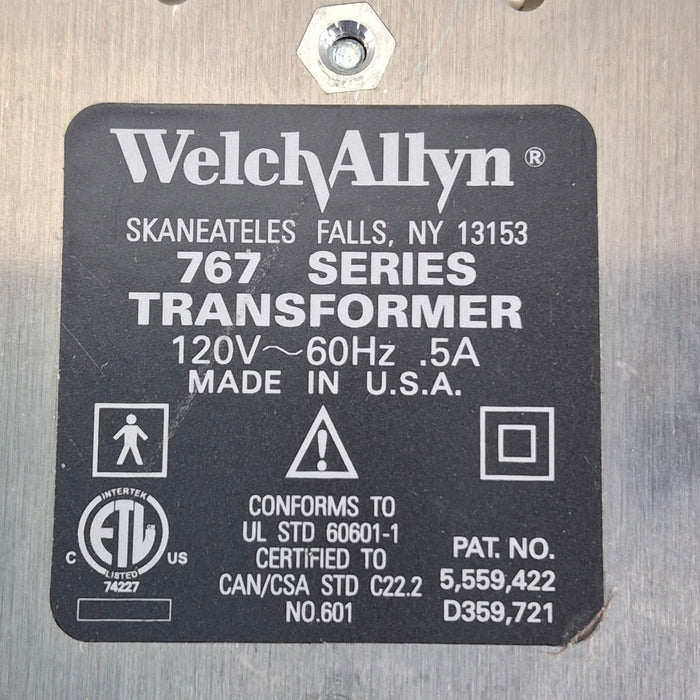 WelchAllyn®
SKANEATELES FALLS, NY 13153
767 SERIES
TRANSFORMER
120V~60Hz .5A
MADE IN U.S.A.
INTERTEK
ETL
C US
LISTED
74227
CONFORMS TO
UL STD 60601-1
CERTIFIED TO
CAN/CSA STD C22.2
NO.601
PAT. NO.
5,559,422
D359,721